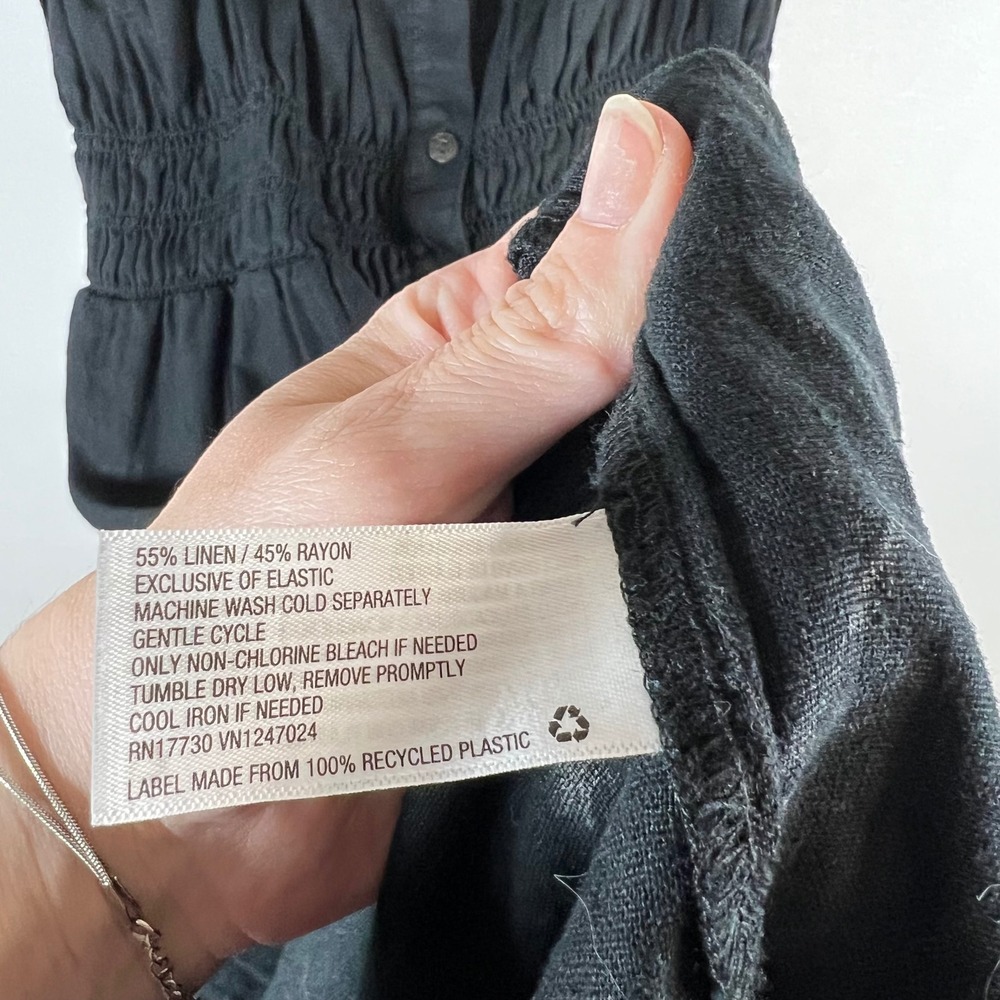 55% LINEN / 45% RAYON
EXCLUSIVE OF ELASTIC
MACHINE WASH COLD SEPARATELY
GENTLE CYCLE
ONLY NON-CHLORINE BLEACH IF NEEDED
TUMBLE DRY LOW, REMOVE PROMPTLY
COOL IRON IF NEEDED
RN17730 VN1247024
LABEL MADE FROM 100% RECYCLED PLASTIC